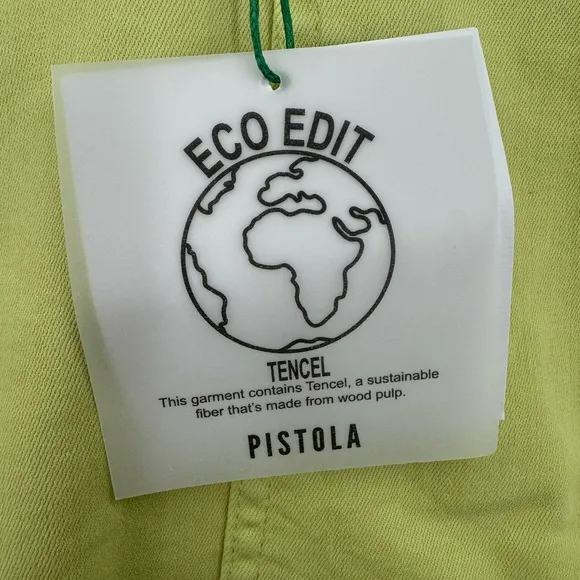 ECO EDIT
TENCEL
This garment contains Tencel, a sustainable
fiber that's made from wood pulp.
PISTOLA